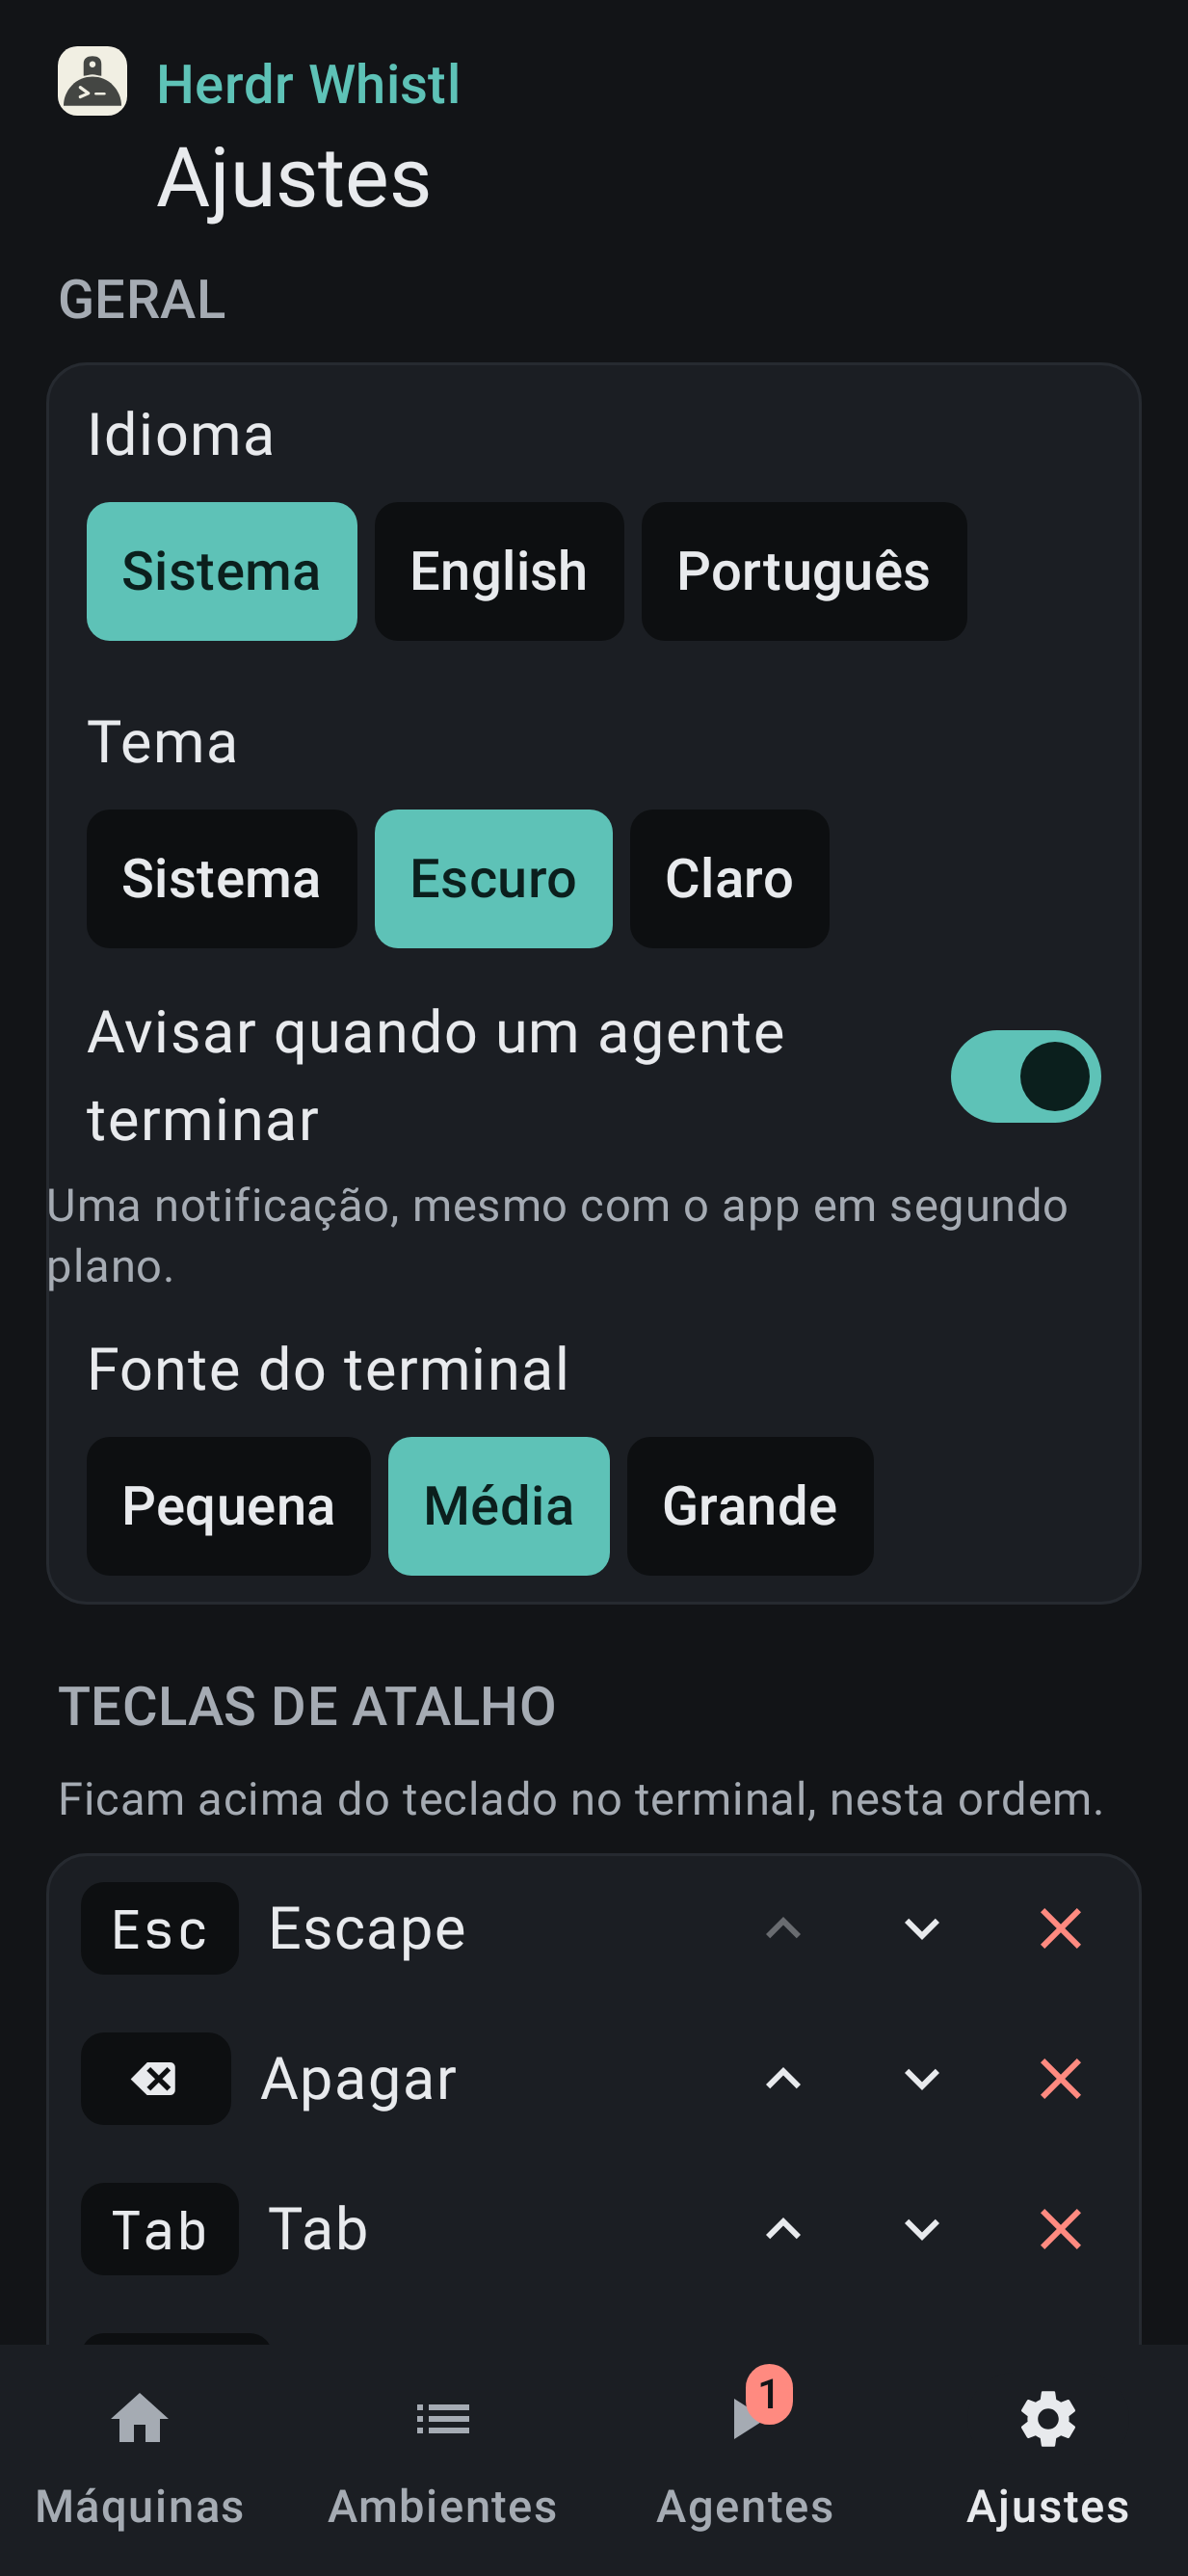 Herdr Whistl
Ajustes
GERAL
Idioma
Sistema English Português
Tema
Sistema Escuro Claro
Avisar quando um agente
terminar
Uma notificação, mesmo com o app em segundo
plano.
Fonte do terminal
Pequena Média Grande
TECLAS DE ATALHO
Ficam acima do teclado no terminal, nesta ordem.
Esc Escape
Apagar
Tab Tab
1
Máquinas Ambientes Agentes Ajustes